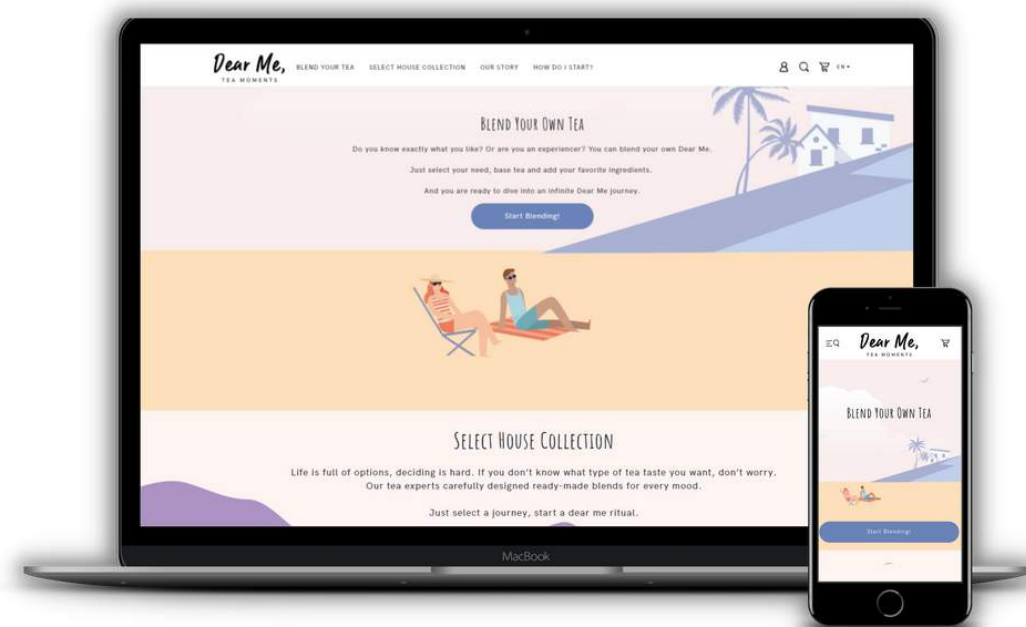 Dear Me,
TEA MOMENTS
BLEND YOUR TEA SELECT HOUSE COLLECTION OUR STORY HOW DO I START? EN
BLEND YOUR OWN TEA
Do you know exactly what you like? Or are you an experiencer? You can blend your own Dear Me.
Just select your need, base tea and add your favorite ingredients.
And you are ready to dive into an infinite Dear Me journey.
Start Blending!
SELECT HOUSE COLLECTION
Life is full of options, deciding is hard. If you don't know what type of tea taste you want, don't worry.
Our tea experts carefully designed ready-made blends for every mood.
Just select a journey, start a dear me ritual.
MacBook
Dear Me,
TEA MOMENTS
BLEND YOUR OWN TEA
Start Blending!